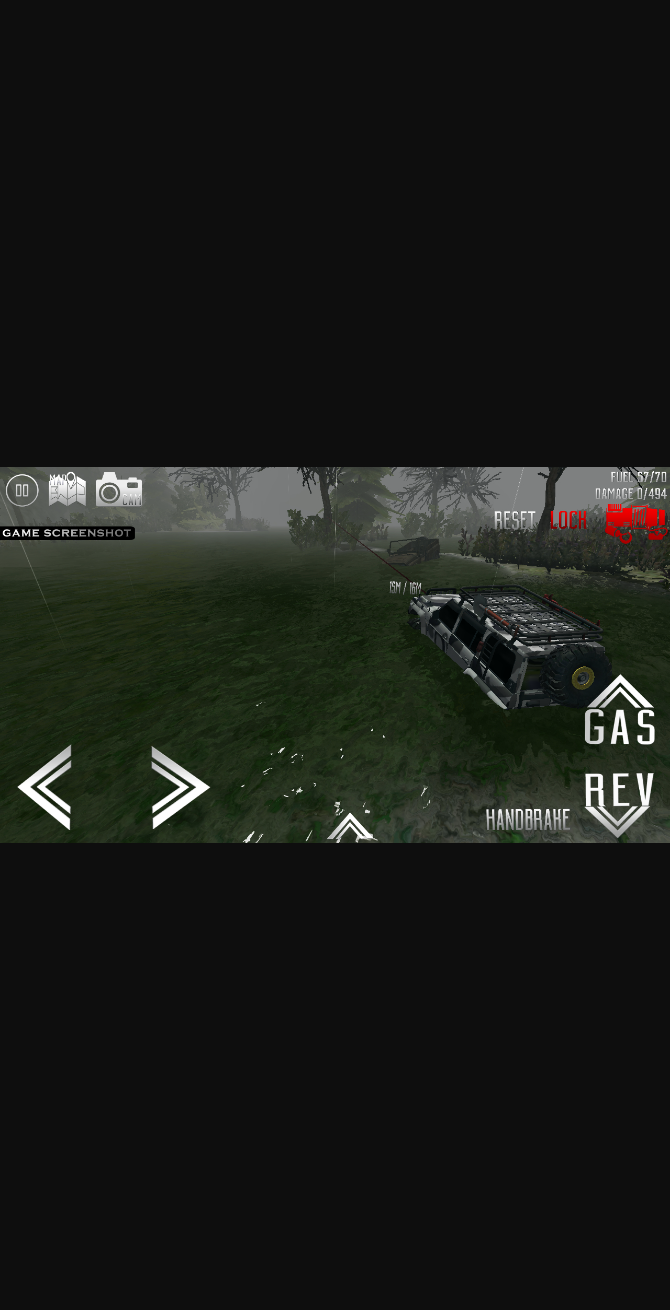 MAP
CAM
FUEL 67/70
DAMAGE 0/494
RESET LOCK
GAME SCREENSHOT
GAS
REV
HANDBRAKE